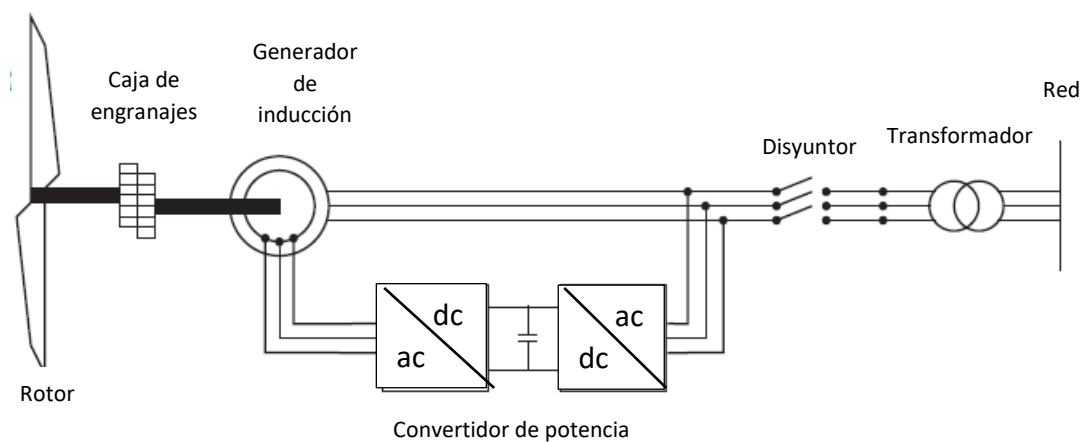 Generador
de
inducción
Caja de
engranajes
Red
Transformador
Disyuntor
dc
ac
ac
dc
Rotor
Convertidor de potencia